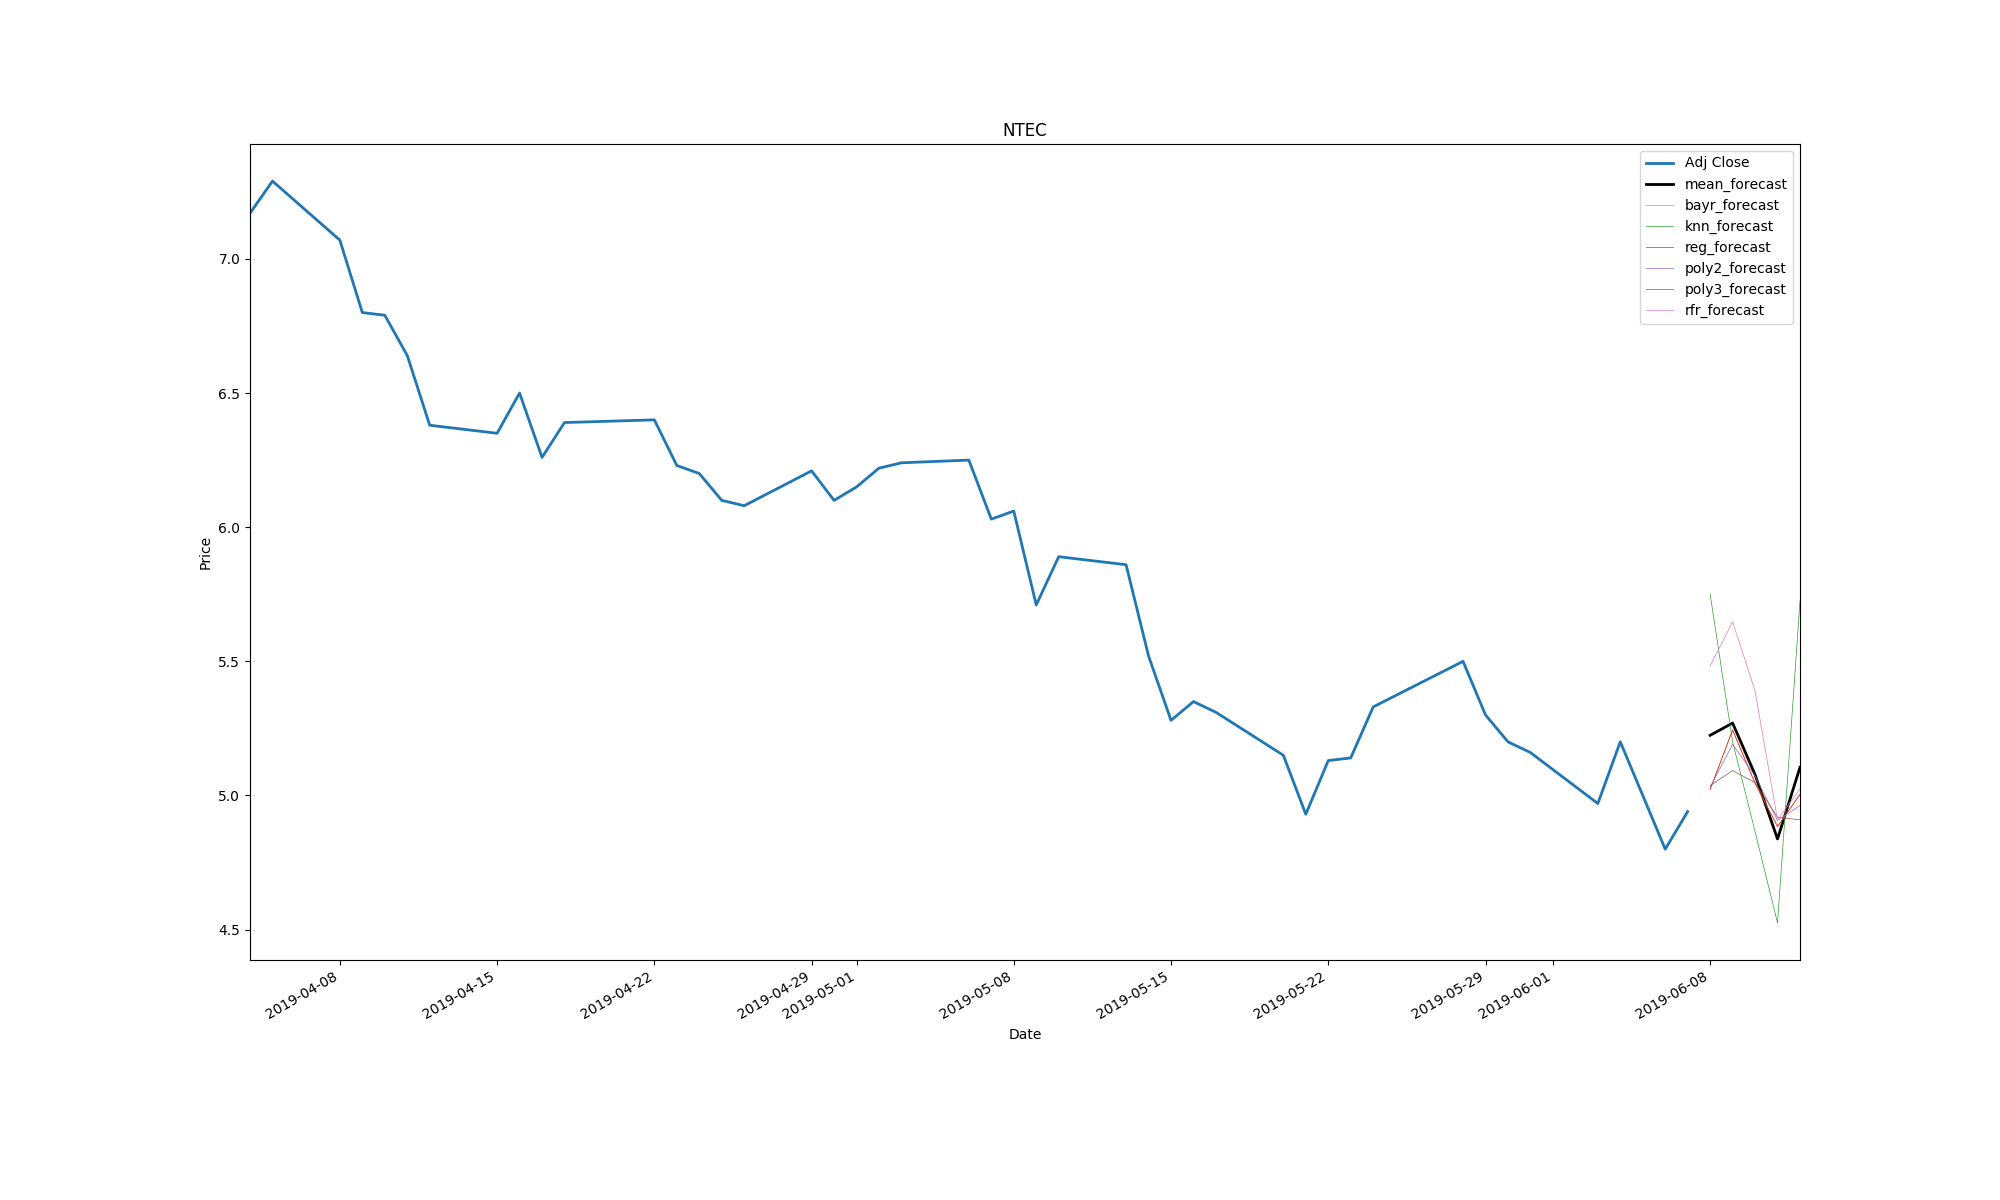 NTEC
Adj Close
mean_forecast
bayr_forecast
knn_forecast
reg_forecast
poly2_forecast
poly3_forecast
rfr_forecast
7.0
6.5
6.0
5.5
5.0
4.5
Price
2019-04-08
2019-04-15
2019-04-22
2019-04-29
2019-05-01
2019-05-08
2019-05-15
2019-05-22
2019-05-29
2019-06-01
2019-06-08
Date